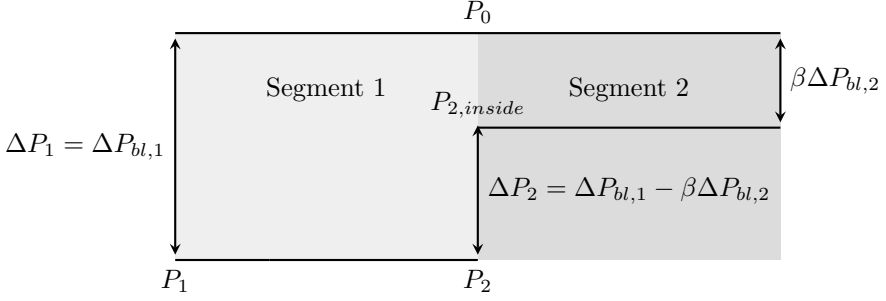 P_0
Segment 1
Segment 2
βΔP_{bl,2}
P_{2,inside}
ΔP_1 = ΔP_{bl,1}
ΔP_2 = ΔP_{bl,1} − βΔP_{bl,2}
P_1
P_2